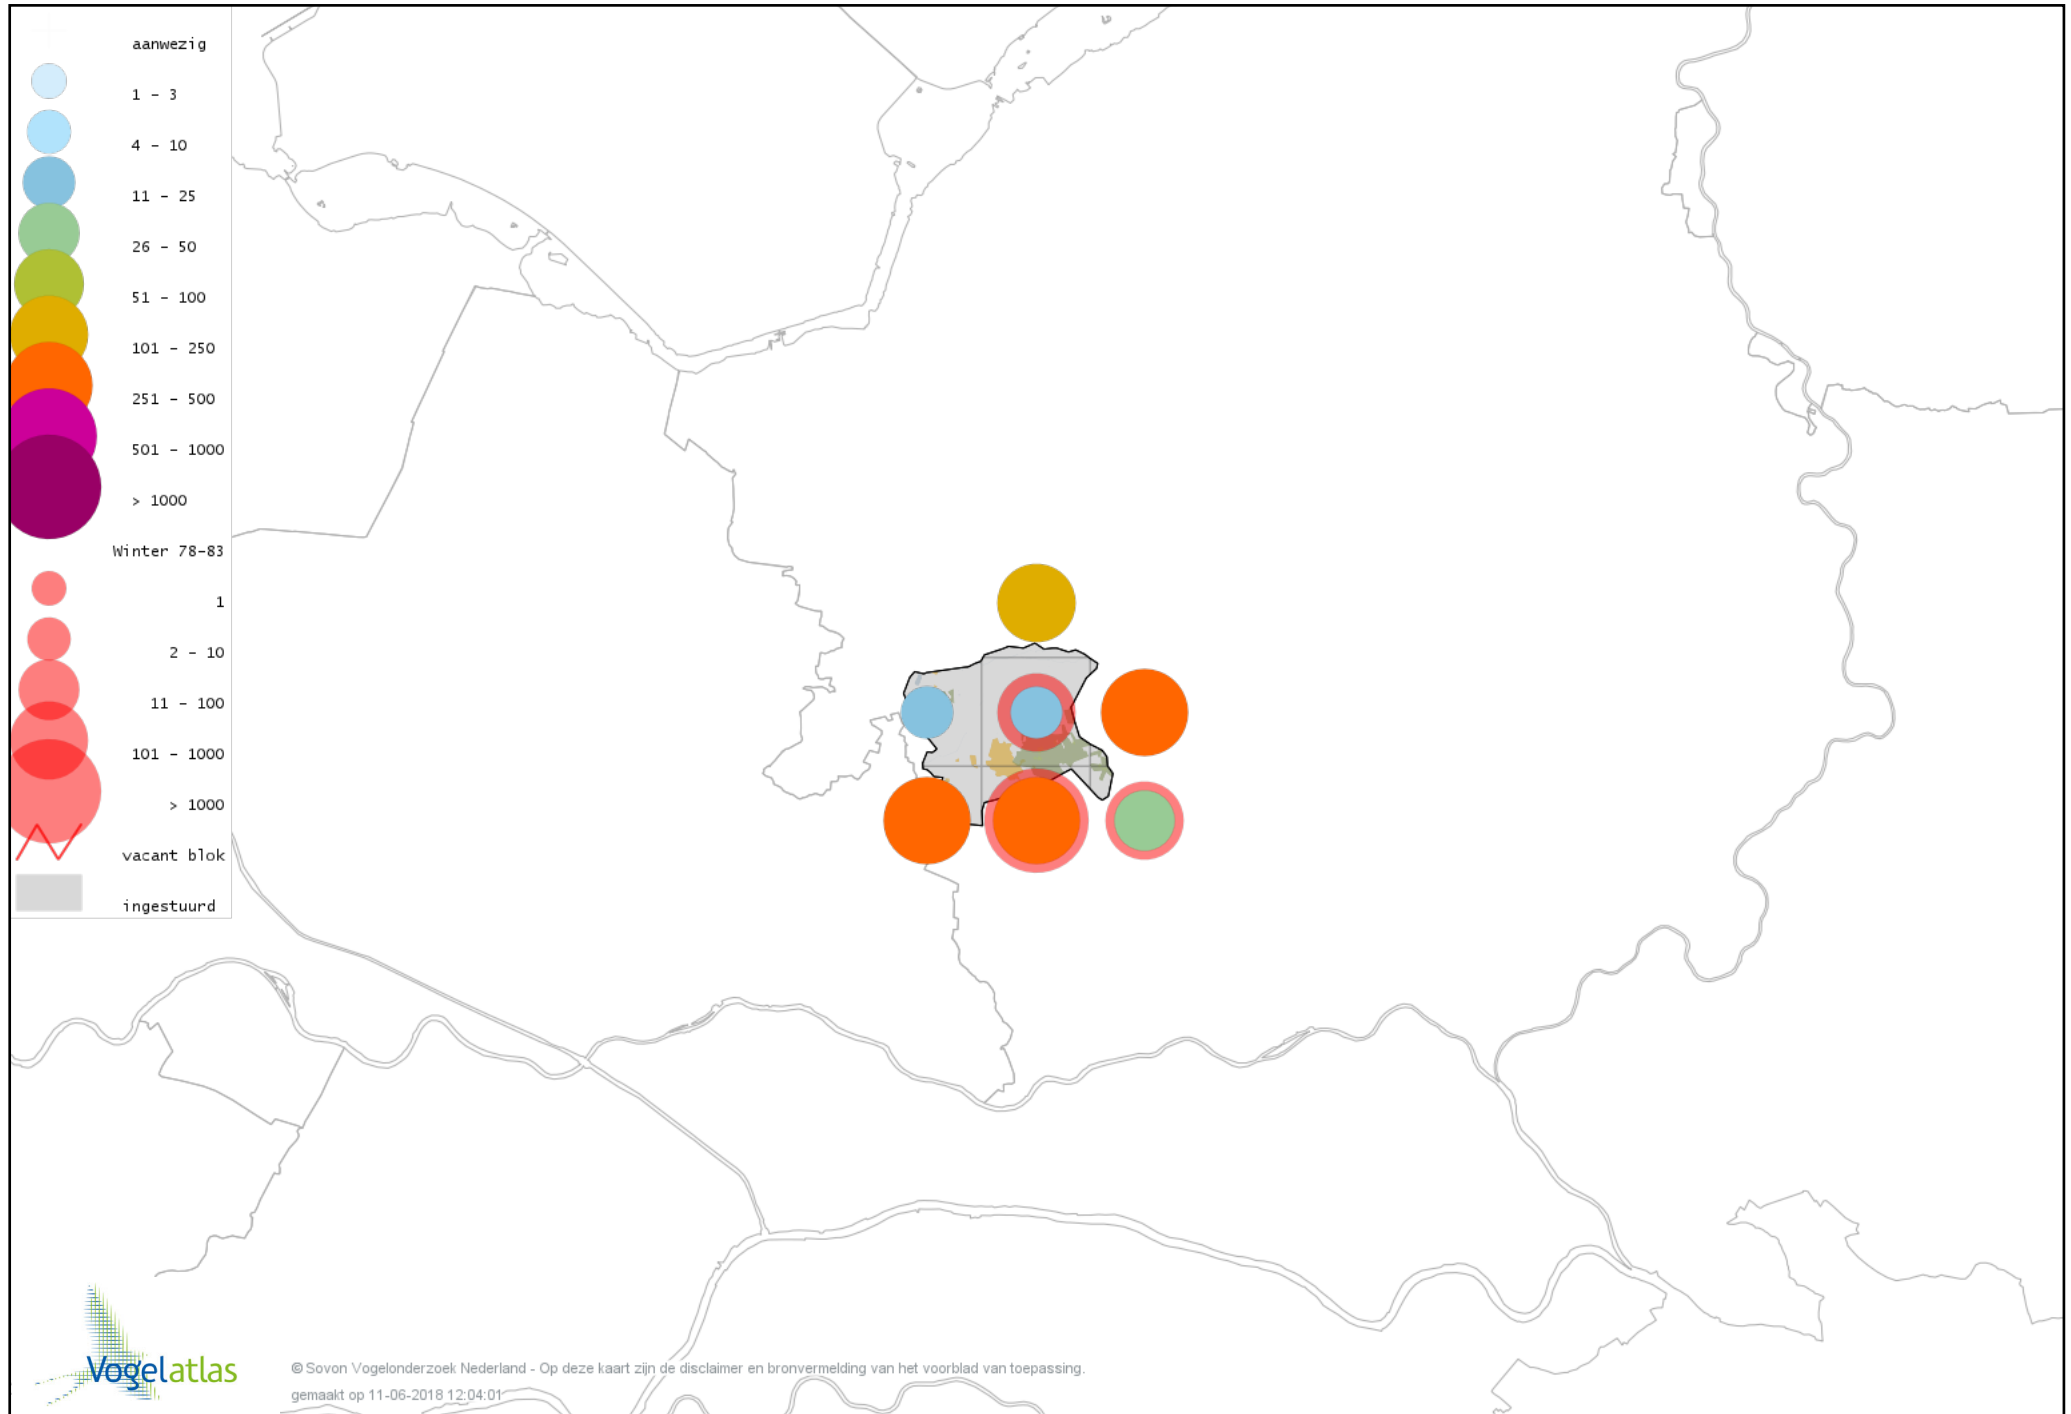 aanwezig
1 - 3
4 - 10
11 - 25
26 - 50
51 - 100
101 - 250
251 - 500
501 - 1000
> 1000
Winter 78-83
1
2 - 10
11 - 100
101 - 1000
> 1000
vacant blok
ingestuurd
Vogelatlas
© Sovon Vogelonderzoek Nederland - Op deze kaart zijn de disclaimer en bronvermelding van het voorblad van toepassing.
gemaakt op 11-06-2018 12:04:01